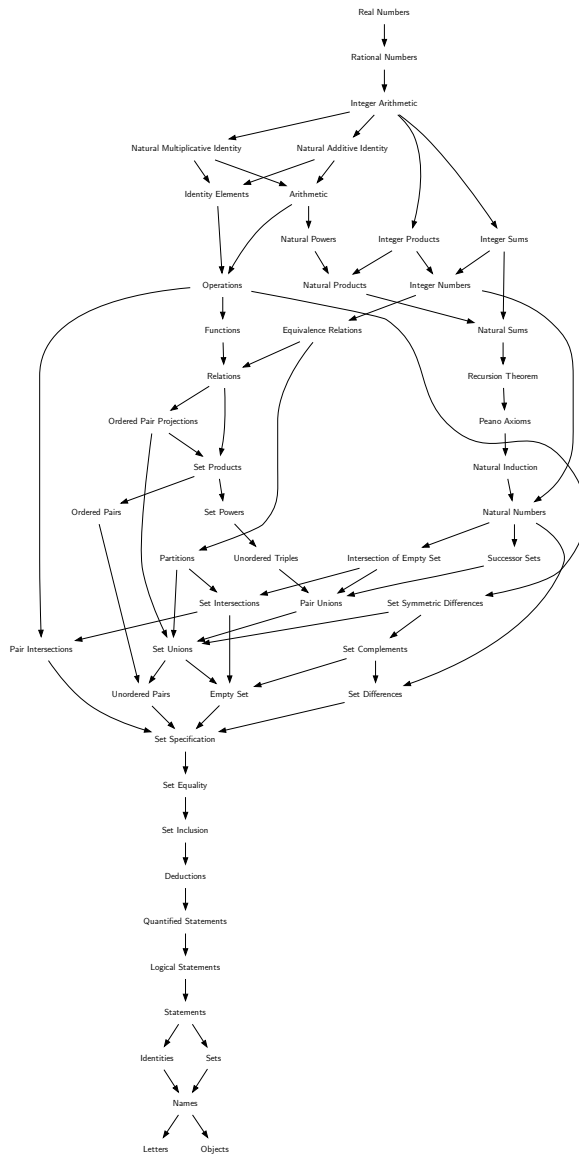 Real Numbers
Rational Numbers
Integer Arithmetic
Natural Multiplicative Identity
Natural Additive Identity
Identity Elements
Arithmetic
Natural Powers
Integer Products
Integer Sums
Operations
Natural Products
Integer Numbers
Functions
Equivalence Relations
Natural Sums
Relations
Recursion Theorem
Ordered Pair Projections
Peano Axioms
Set Products
Natural Induction
Ordered Pairs
Set Powers
Natural Numbers
Partitions
Unordered Triples
Intersection of Empty Set
Successor Sets
Set Intersections
Pair Unions
Set Symmetric Differences
Pair Intersections
Set Unions
Set Complements
Unordered Pairs
Empty Set
Set Differences
Set Specification
Set Equality
Set Inclusion
Deductions
Quantified Statements
Logical Statements
Statements
Identities
Sets
Names
Letters
Objects